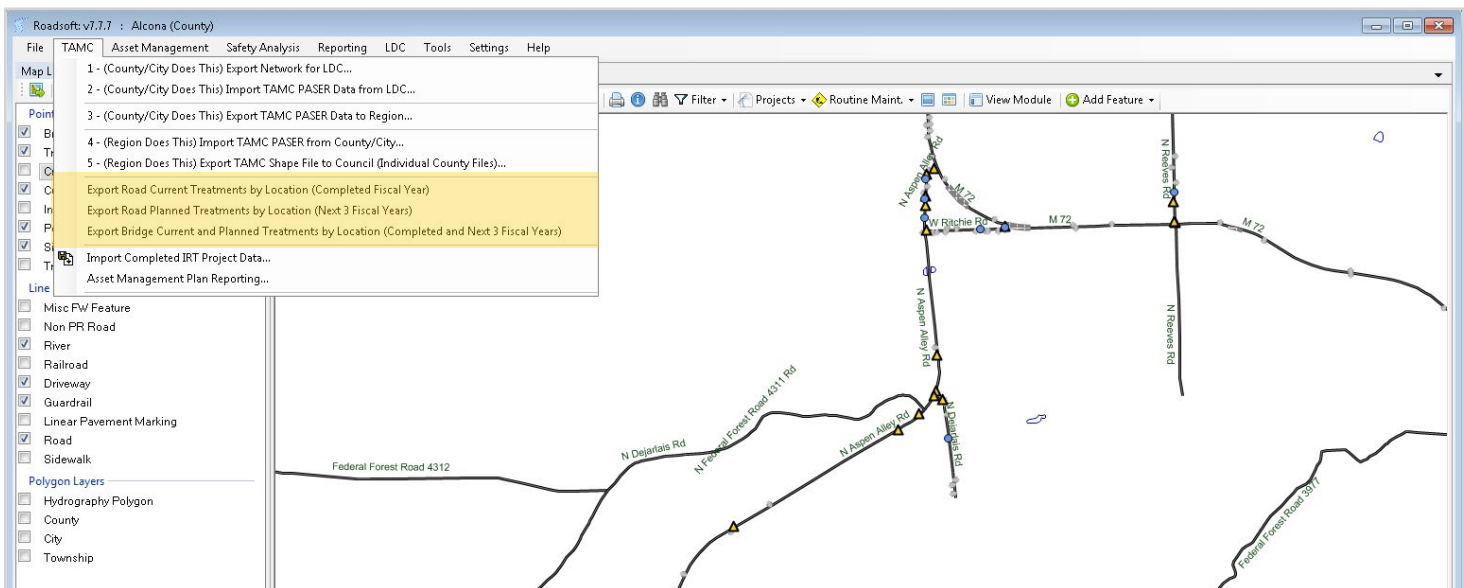 Roadsoft: v7.7.7 : Alcona (County)
File TAMC Asset Management Safety Analysis Reporting LDC Tools Settings Help
Map L
1 - (County/City Does This) Export Network for LDC...
2 - (County/City Does This) Import TAMC PASER Data from LDC...
3 - (County/City Does This) Export TAMC PASER Data to Region...
4 - (Region Does This) Import TAMC PASER from County/City...
5 - (Region Does This) Export TAMC Shape File to Council (Individual County Files)...
Export Road Current Treatments by Location (Completed Fiscal Year)
Export Road Planned Treatments by Location (Next 3 Fiscal Years)
Export Bridge Current and Planned Treatments by Location (Completed and Next 3 Fiscal Years)
Import Completed IRT Project Data...
Asset Management Plan Reporting...
Filter Projects Routine Maint. View Module Add Feature
Point
Br
Tr
Cu
In
Si
Tr
Line
Misc FW Feature
Non PR Road
River
Railroad
Driveway
Guardrail
Linear Pavement Marking
Road
Sidewalk
Polygon Layers
Hydrography Polygon
County
City
Township
N Aspen Alley Rd
M 72
W Ritchie Rd
M 72
N Reeves Rd
M 72
N Aspen Alley Rd
N Reeves Rd
N Federal Forest Road 4311 Rd
N Dejarlais Rd
N Aspen Alley Rd
N Dejarlais Rd
Federal Forest Road 4312
Federal Forest Road 3977